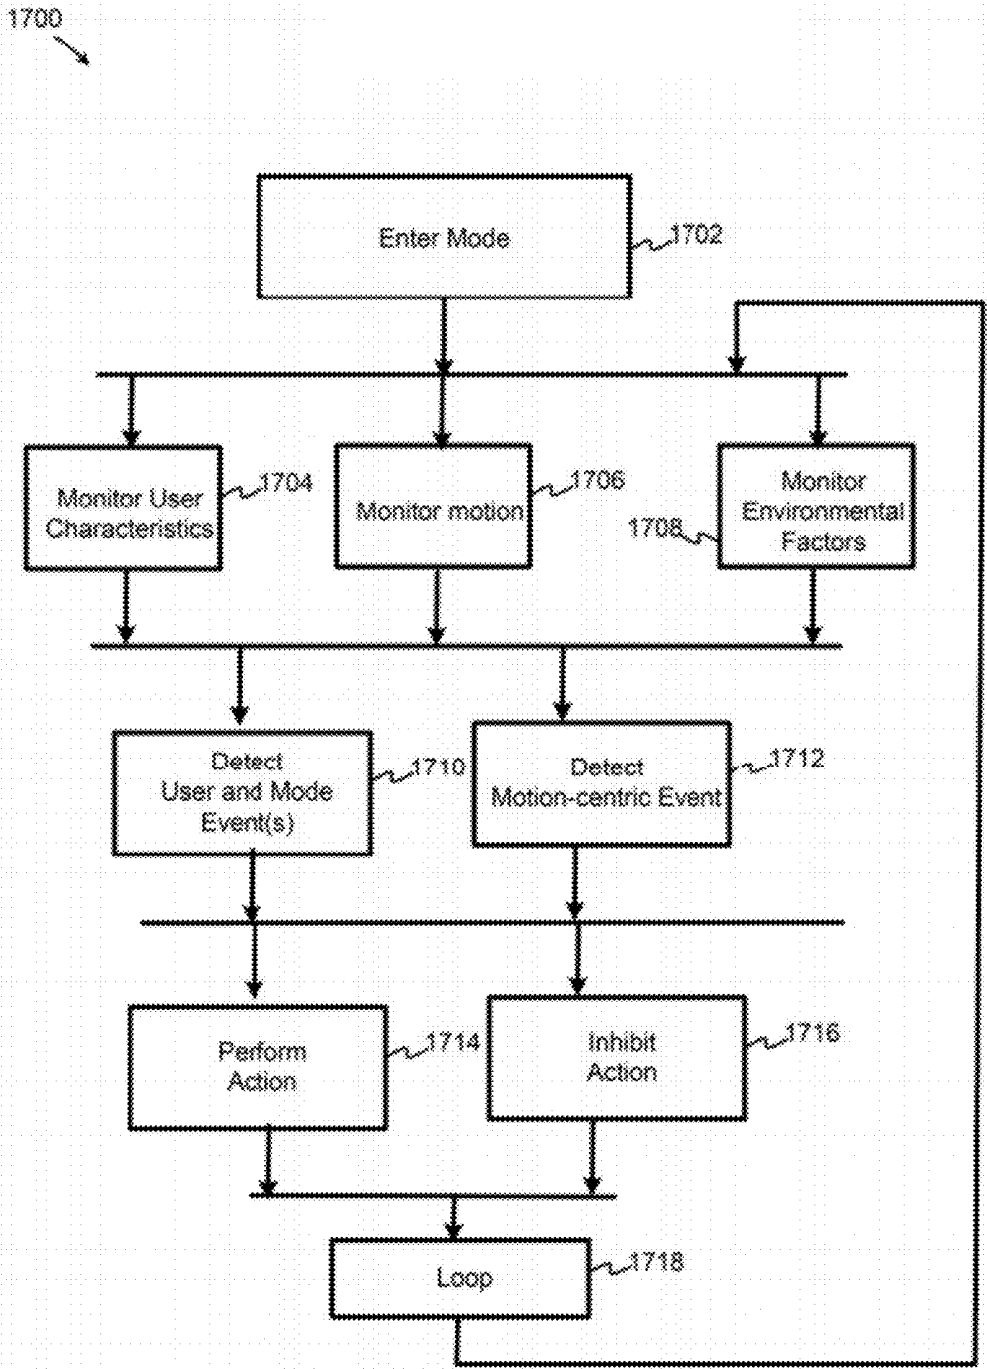 1700
Enter Mode
1702
Monitor User
Characteristics
1704
Monitor motion
1706
Monitor
Environmental
Factors
1708
Detect
User and Mode
Event(s)
1710
Detect
Motion-centric Event
1712
Perform
Action
1714
Inhibit
Action
1716
Loop
1718